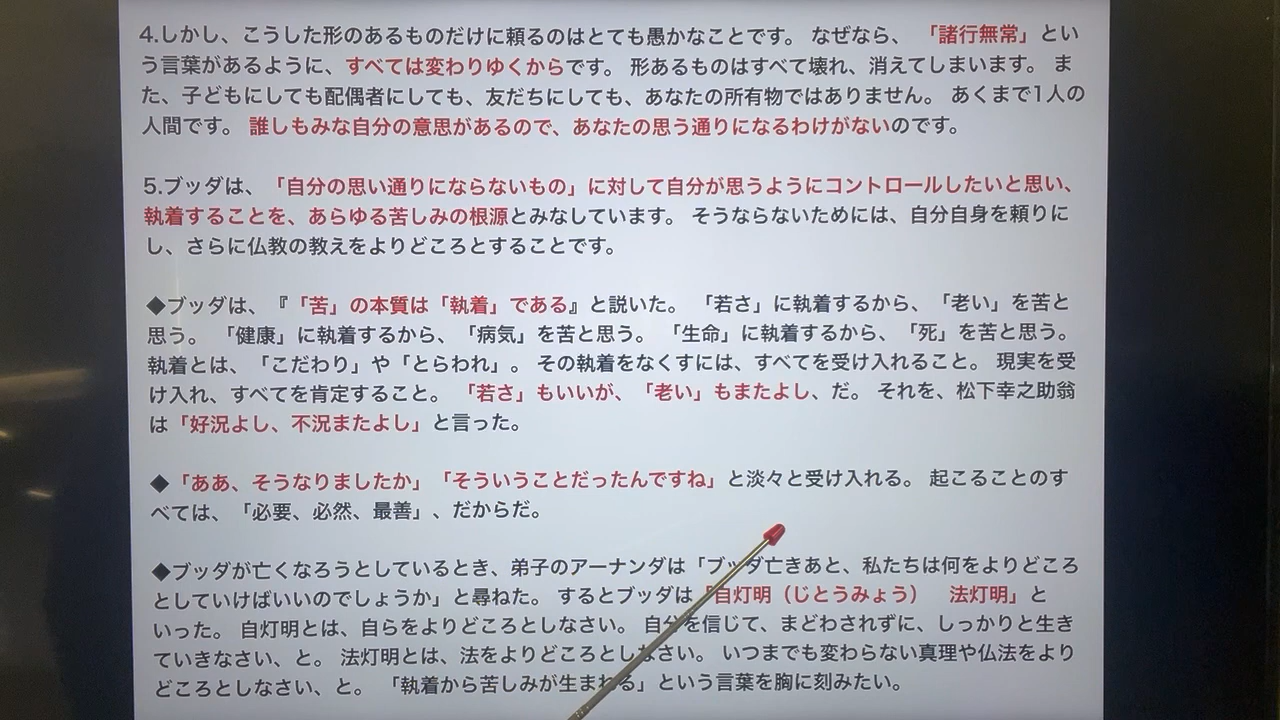 4.しかし、こうした形のあるものだけに頼るのはとても愚かなことです。 なぜなら、 「諸行無常」とい
う言葉があるように、すべては変わりゆくからです。 形あるものはすべて壊れ、消えてしまいます。 ま
た、子どもにしても配偶者にしても、友だちにしても、あなたの所有物ではありません。 あくまで1人の
人間です。 誰しもみな自分の意思があるので、あなたの思う通りになるわけがないのです。
5.ブッダは、 「自分の思い通りにならないもの」に対して自分が思うようにコントロールしたいと思い、
執着することを、あらゆる苦しみの根源とみなしています。 そうならないためには、自分自身を頼りに
し、さらに仏教の教えをよりどころとすることです。
◆ブッダは、『「苦」の本質は「執着」である』と説いた。 「若さ」に執着するから、「老い」を苦と
思う。 「健康」に執着するから、「病気」を苦と思う。 「生命」に執着するから、「死」を苦と思う。
執着とは、「こだわり」や「とらわれ」。 その執着をなくすには、すべてを受け入れること。 現実を受
け入れ、すべてを肯定すること。 「若さ」もいいが、「老い」もまたよし、だ。 それを、松下幸之助翁
は「好況よし、不況またよし」と言った。
◆「ああ、そうなりましたか」「そういうことだったんですね」と淡々と受け入れる。 起こることのす
べては、「必要、必然、最善」、だからだ。
◆ブッダが亡くなろうとしているとき、弟子のアーナンダは「ブッダ亡きあと、私たちは何をよりどころ
としていけばいいのでしょうか」と尋ねた。 するとブッダは「自灯明（じとうみょう） 法灯明」と
いった。 自灯明とは、自らをよりどころとしなさい。 自分を信じて、まどわされずに、しっかりと生き
ていきなさい、と。 法灯明とは、法をよりどころとしなさい。 いつまでも変わらない真理や仏法をより
どころとしなさい、と。 「執着から苦しみが生まれる」という言葉を胸に刻みたい。